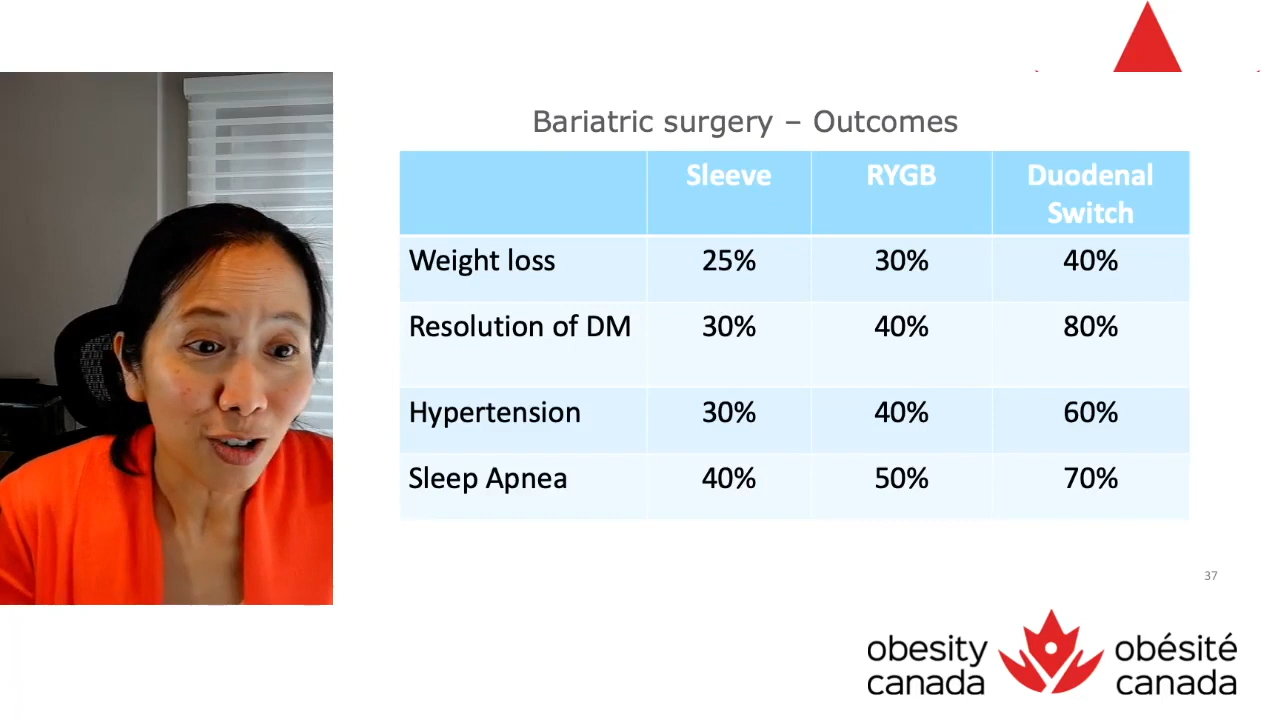 Bariatric surgery – Outcomes
Sleeve RYGB Duodenal
Switch
Weight loss 25% 30% 40%
Resolution of DM 30% 40% 80%
Hypertension 30% 40% 60%
Sleep Apnea 40% 50% 70%
37
obesity obésité
canada canada